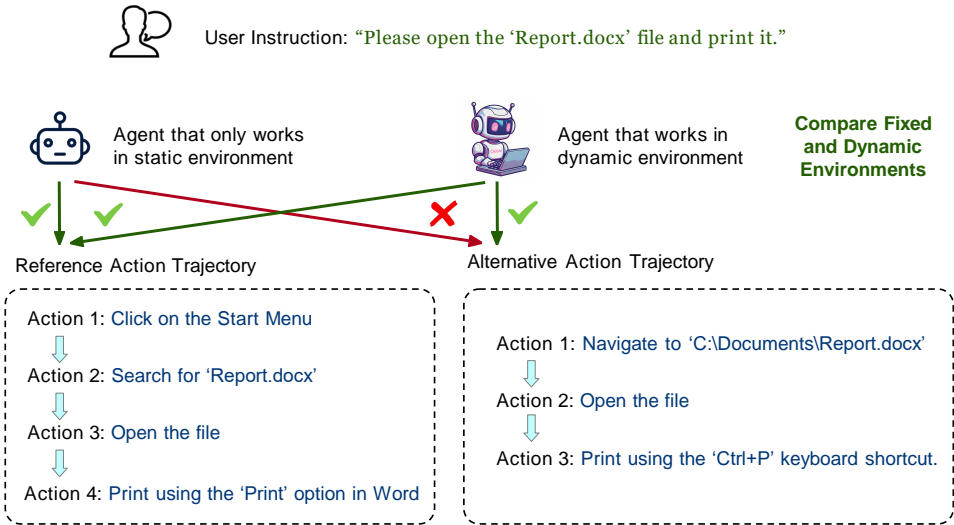 User Instruction: “Please open the ‘Report.docx’ file and print it.”
Agent that only works
in static environment
Agent that works in
dynamic environment
Compare Fixed
and Dynamic
Environments
Reference Action Trajectory
Alternative Action Trajectory
Action 1: Click on the Start Menu
Action 2: Search for ‘Report.docx’
Action 3: Open the file
Action 4: Print using the ‘Print’ option in Word
Action 1: Navigate to ‘C:\Documents\Report.docx’
Action 2: Open the file
Action 3: Print using the ‘Ctrl+P’ keyboard shortcut.